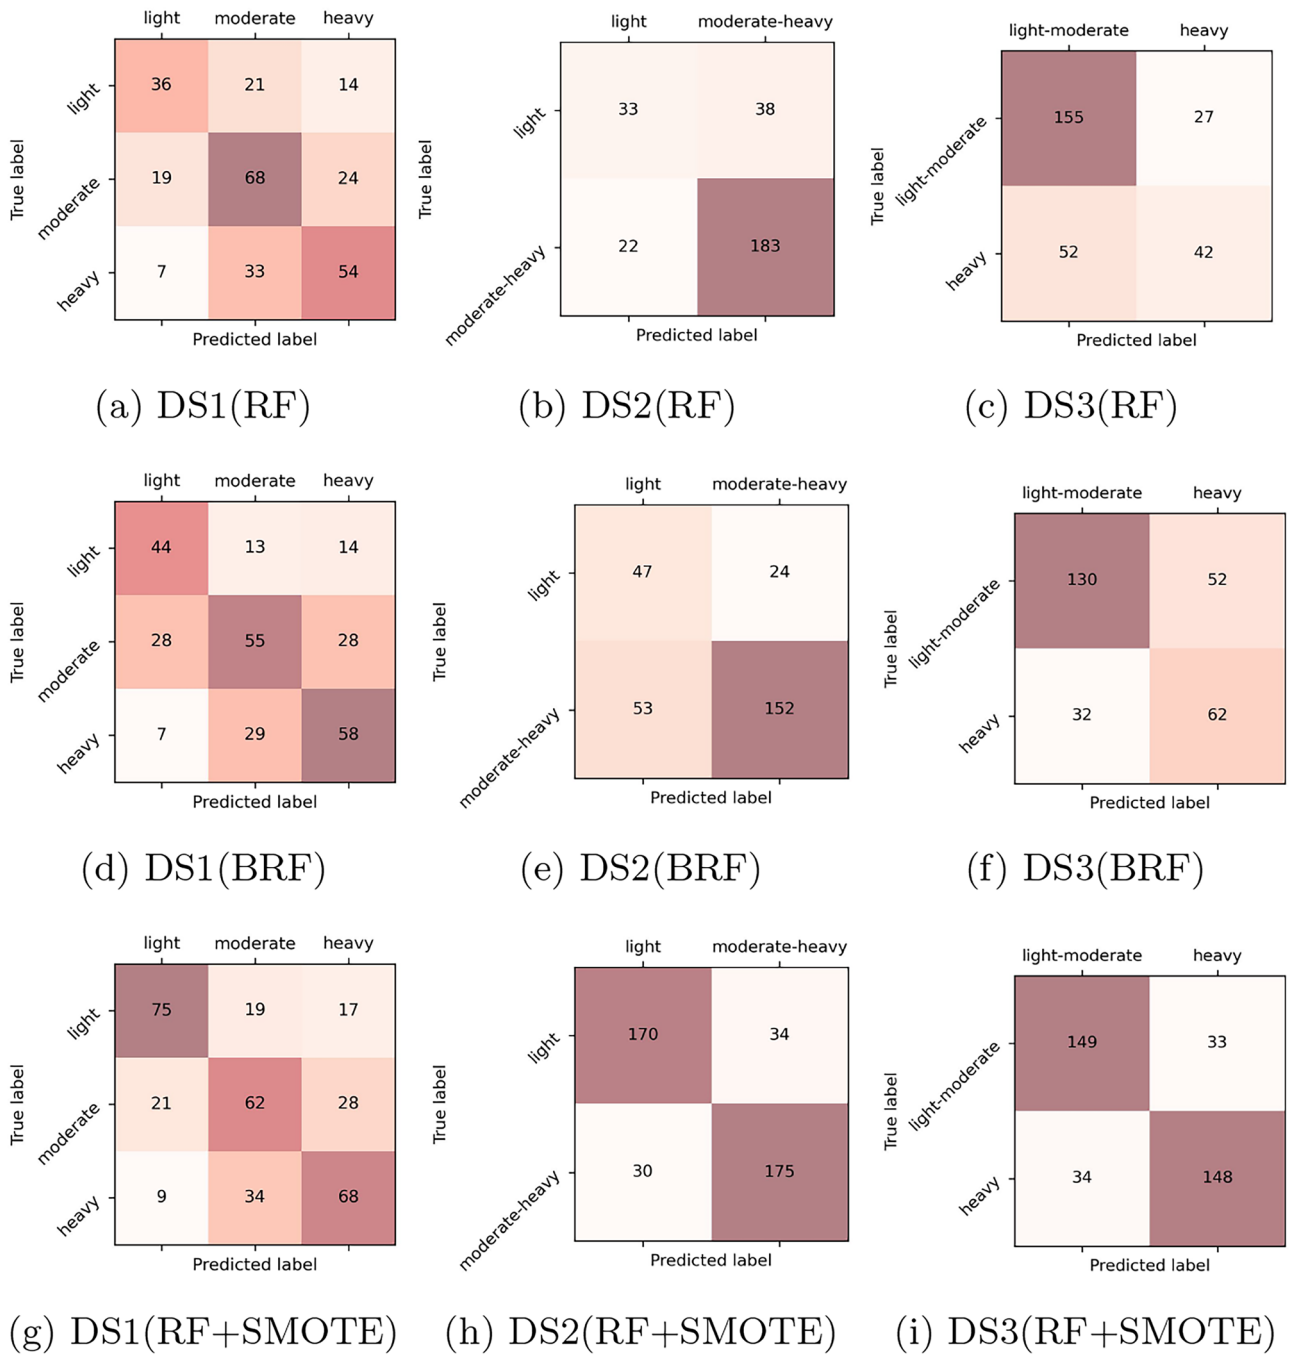 light moderate heavy
True label
light 36 21 14
moderate 19 68 24
heavy 7 33 54
Predicted label
(a) DS1(RF)
light moderate-heavy
True label
light 33 38
moderate-heavy 22 183
Predicted label
(b) DS2(RF)
light-moderate heavy
True label
light-moderate 155 27
heavy 52 42
Predicted label
(c) DS3(RF)
light moderate heavy
True label
light 44 13 14
moderate 28 55 28
heavy 7 29 58
Predicted label
(d) DS1(BRF)
light moderate-heavy
True label
light 47 24
moderate-heavy 53 152
Predicted label
(e) DS2(BRF)
light-moderate heavy
True label
light-moderate 130 52
heavy 32 62
Predicted label
(f) DS3(BRF)
light moderate heavy
True label
light 75 19 17
moderate 21 62 28
heavy 9 34 68
Predicted label
(g) DS1(RF+SMOTE)
light moderate-heavy
True label
light 170 34
moderate-heavy 30 175
Predicted label
(h) DS2(RF+SMOTE)
light-moderate heavy
True label
light-moderate 149 33
heavy 34 148
Predicted label
(i) DS3(RF+SMOTE)